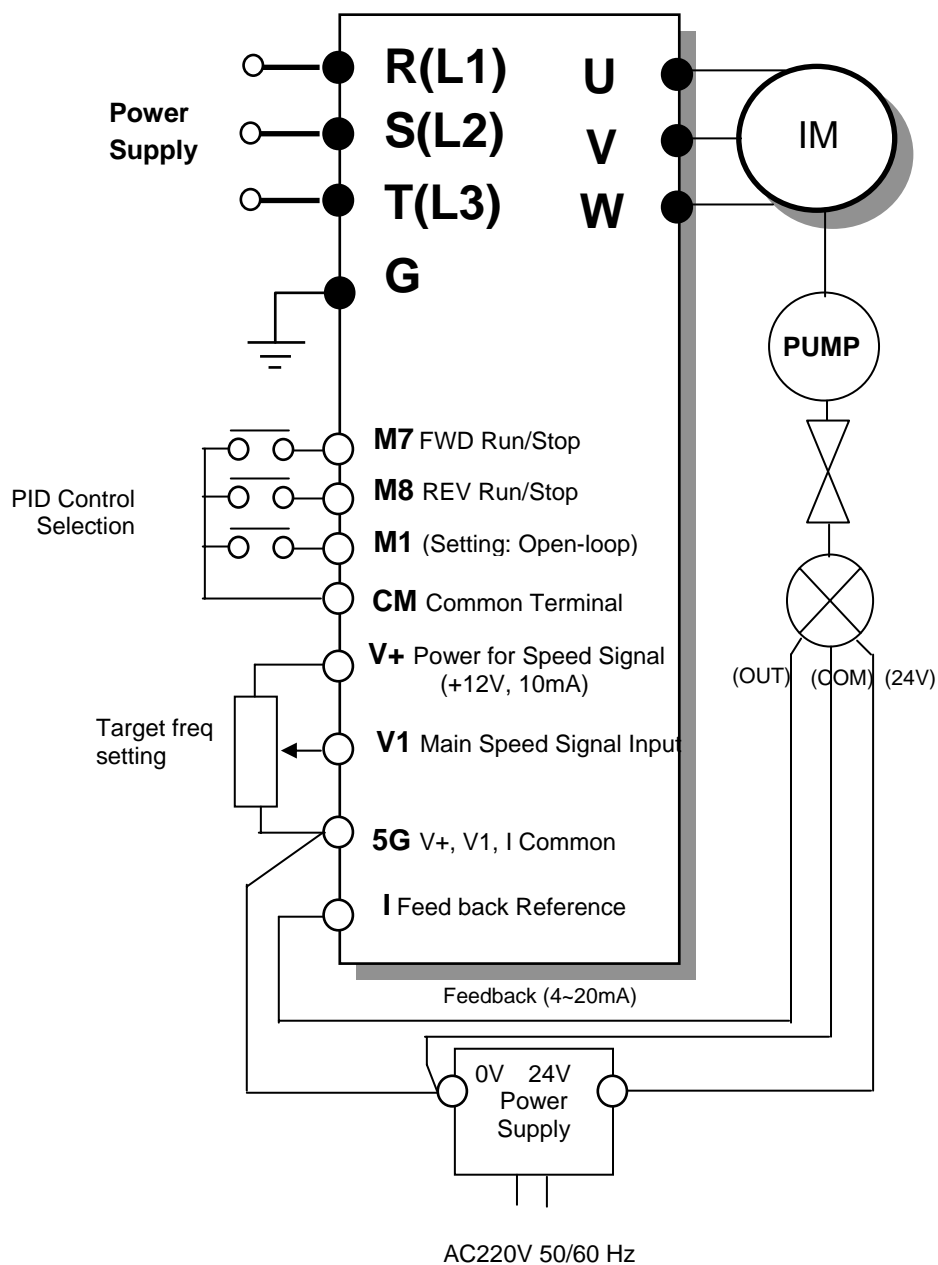 R(L1)
U
Power
Supply
S(L2)
V
IM
T(L3)
W
G
PUMP
M7 FWD Run/Stop
PID Control
Selection
M8 REV Run/Stop
M1 (Setting: Open-loop)
CM Common Terminal
V+ Power for Speed Signal
(+12V, 10mA)
(OUT) (COM) (24V)
Target freq
setting
V1 Main Speed Signal Input
5G V+, V1, I Common
I Feed back Reference
Feedback (4~20mA)
0V 24V
Power
Supply
AC220V 50/60 Hz